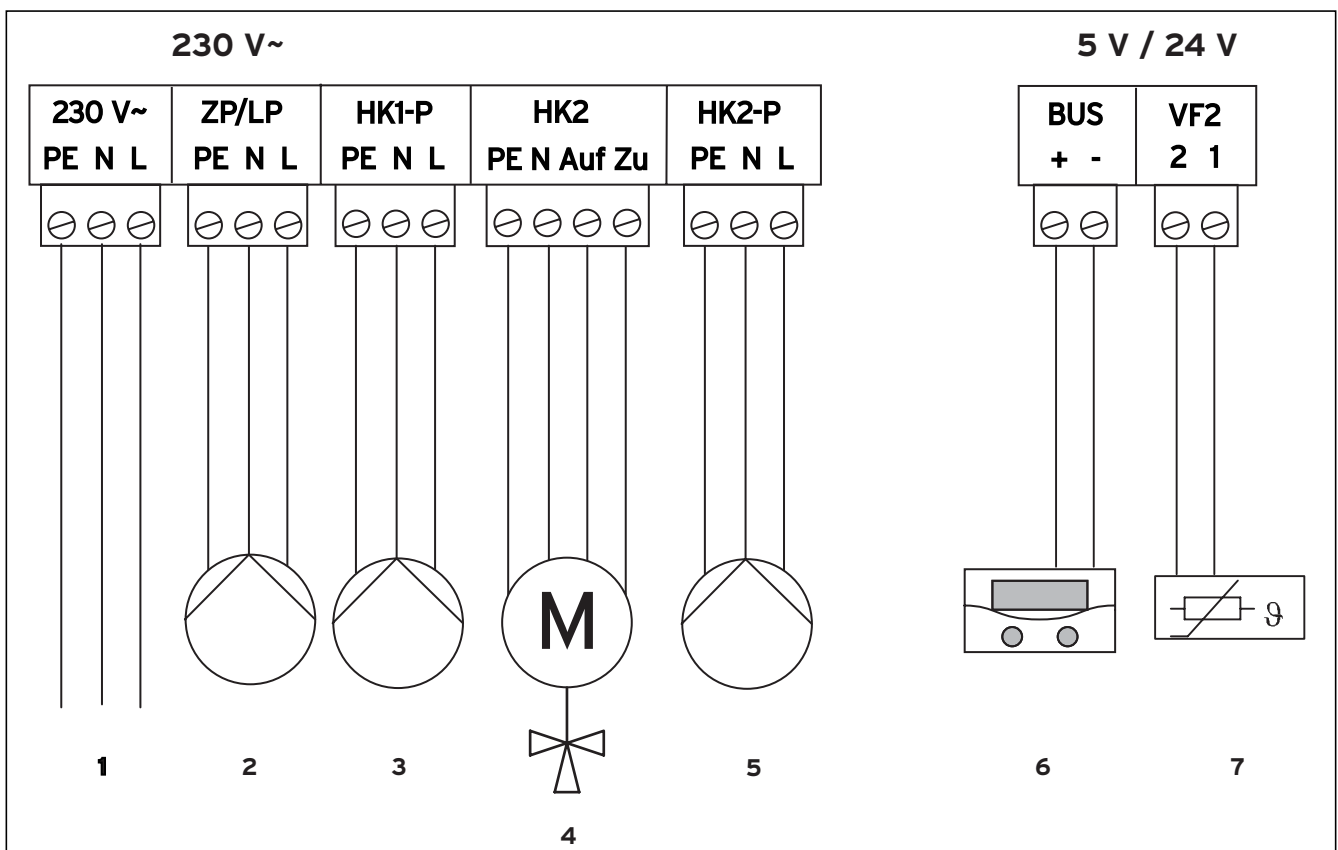 230 V~ 5 V / 24 V
230 V~ ZP/LP HK1-P HK2 HK2-P BUS VF2
PE N L PE N L PE N L PE N Auf Zu PE N L + - 2 1
M ϑ
1 2 3 5 6 7
4